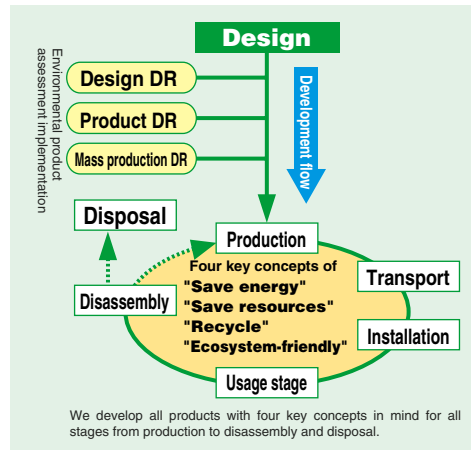 Design
Environmental product
assessment implementation
Design DR
Product DR
Mass production DR
Development flow
Disposal
Production
Four key concepts of
"Save energy"
"Save resources"
"Recycle"
"Ecosystem-friendly"
Transport
Disassembly
Installation
Usage stage
We develop all products with four key concepts in mind for all
stages from production to disassembly and disposal.